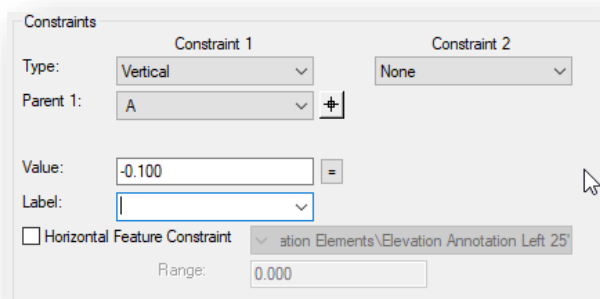 Constraints
Constraint 1 Constraint 2
Type: Vertical None
Parent 1: A
Value: -0.100 =
Label:
Horizontal Feature Constraint ation Elements\Elevation Annotation Left 25'
Range: 0.000